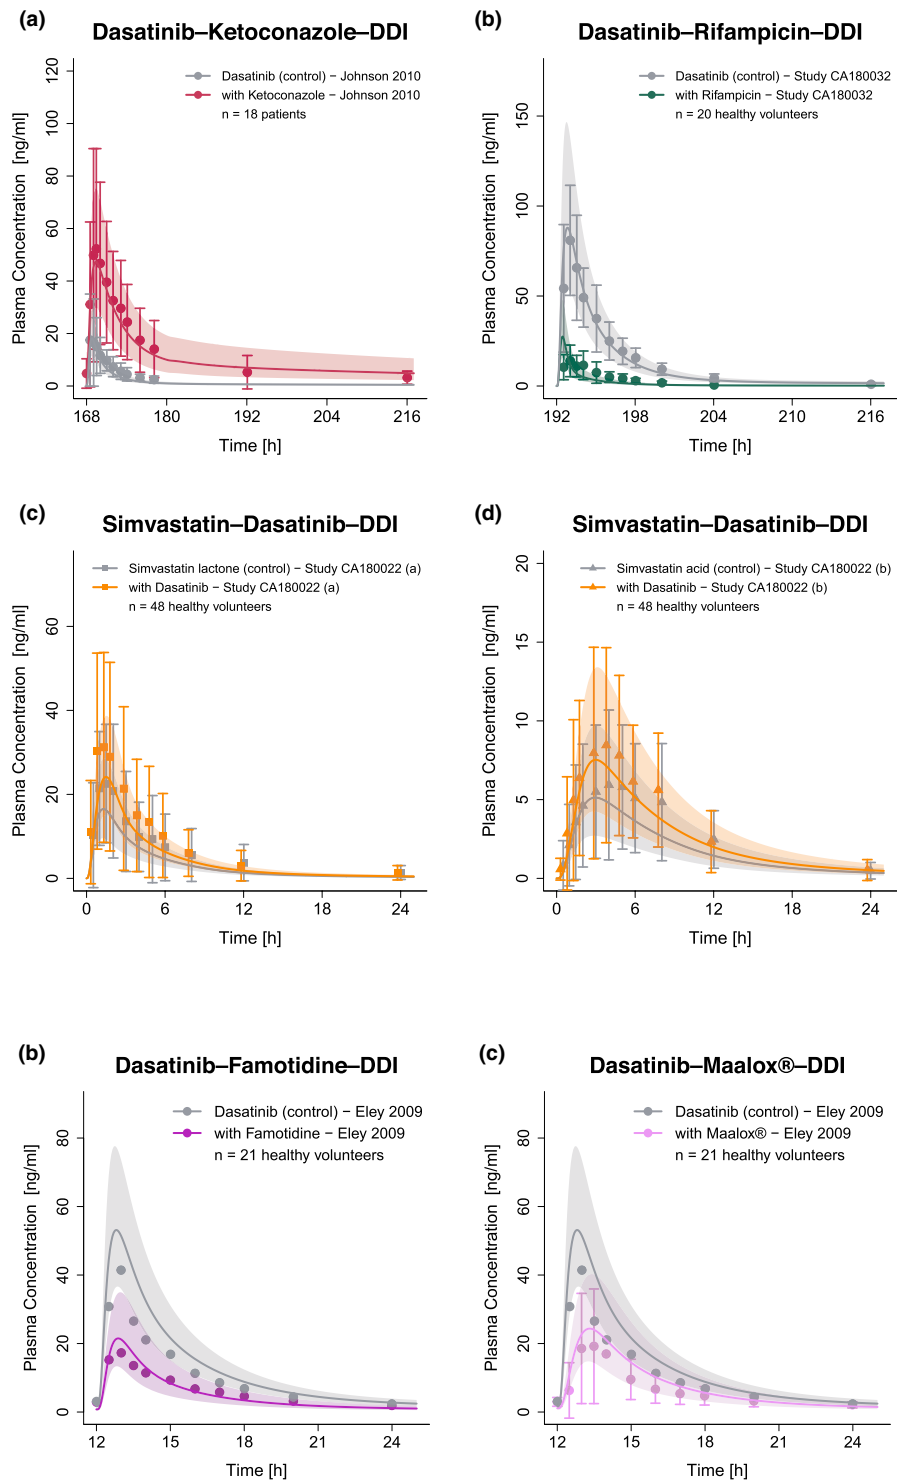 (a)
Dasatinib–Ketoconazole–DDI
Dasatinib (control) − Johnson 2010
with Ketoconazole − Johnson 2010
n = 18 patients
Plasma Concentration [ng/ml]
120
100
80
60
40
20
0
168
180
192
204
216
Time [h]
(b)
Dasatinib–Rifampicin–DDI
Dasatinib (control) − Study CA180032
with Rifampicin − Study CA180032
n = 20 healthy volunteers
Plasma Concentration [ng/ml]
150
100
50
0
192
198
204
210
216
Time [h]
(c)
Simvastatin–Dasatinib–DDI
Simvastatin lactone (control) − Study CA180022 (a)
with Dasatinib − Study CA180022 (a)
n = 48 healthy volunteers
Plasma Concentration [ng/ml]
60
40
20
0
0
6
12
18
24
Time [h]
(d)
Simvastatin–Dasatinib–DDI
Simvastatin acid (control) − Study CA180022 (b)
with Dasatinib − Study CA180022 (b)
n = 48 healthy volunteers
Plasma Concentration [ng/ml]
20
15
10
5
0
0
6
12
18
24
Time [h]
(b)
Dasatinib–Famotidine–DDI
Dasatinib (control) − Eley 2009
with Famotidine − Eley 2009
n = 21 healthy volunteers
Plasma Concentration [ng/ml]
80
60
40
20
0
12
15
18
21
24
Time [h]
(c)
Dasatinib–Maalox®–DDI
Dasatinib (control) − Eley 2009
with Maalox® − Eley 2009
n = 21 healthy volunteers
Plasma Concentration [ng/ml]
80
60
40
20
0
12
15
18
21
24
Time [h]